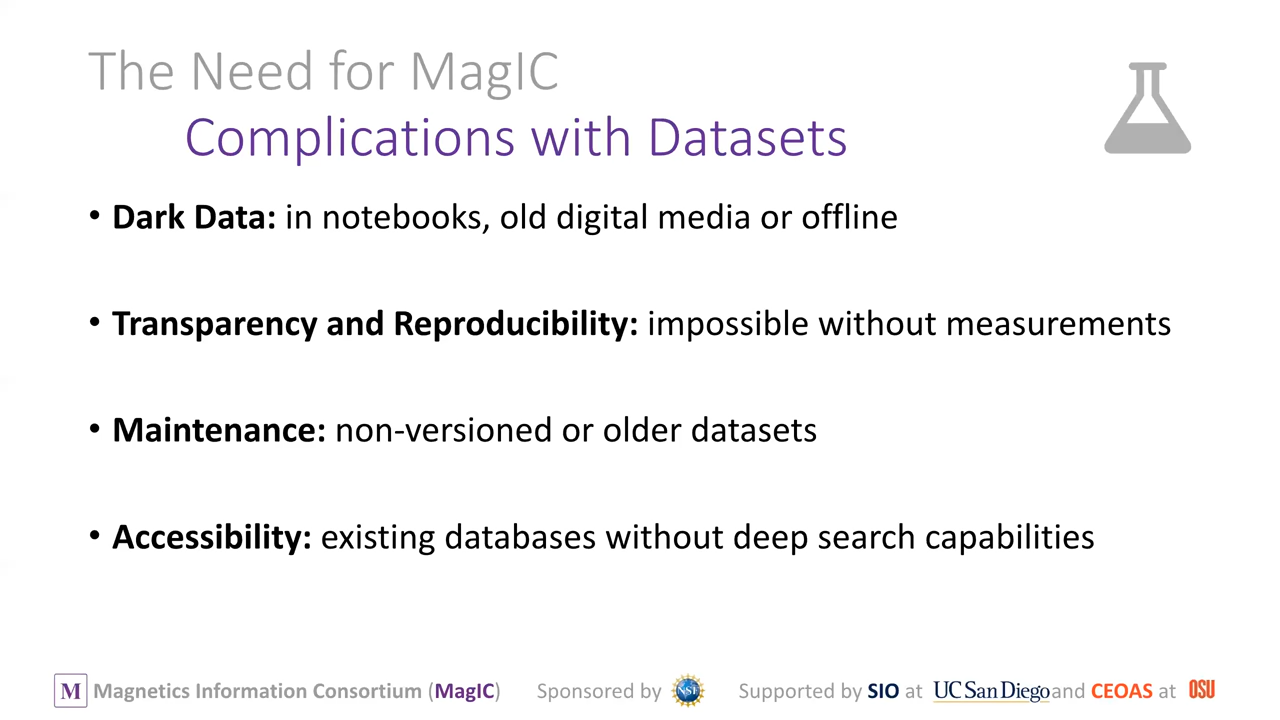 The Need for MagIC
Complications with Datasets
• Dark Data: in notebooks, old digital media or offline
• Transparency and Reproducibility: impossible without measurements
• Maintenance: non-versioned or older datasets
• Accessibility: existing databases without deep search capabilities
M Magnetics Information Consortium (MagIC) Sponsored by NSF Supported by SIO at UC San Diego and CEOAS at OSU